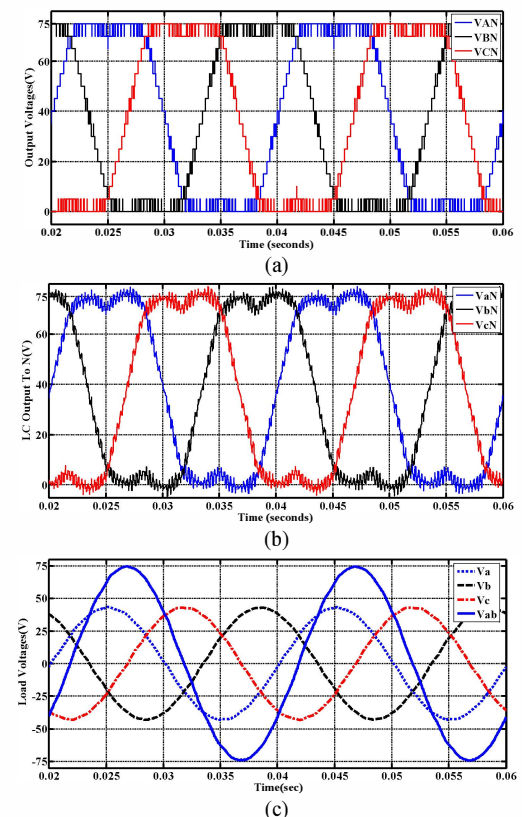 Output Voltages(V)
75
60
40
20
0
VAN
VBN
VCN
0.02 0.025 0.03 0.035 0.04 0.045 0.05 0.055 0.06
Time (seconds)
(a)
LC Output To N(V)
75
60
40
20
0
VaN
VbN
VcN
0.02 0.025 0.03 0.035 0.04 0.045 0.05 0.055 0.06
Time (seconds)
(b)
Load Voltages(V)
75
50
25
0
-25
-50
-75
Va
Vb
Vc
Vab
0.02 0.025 0.03 0.035 0.04 0.045 0.05 0.055 0.06
Time(sec)
(c)